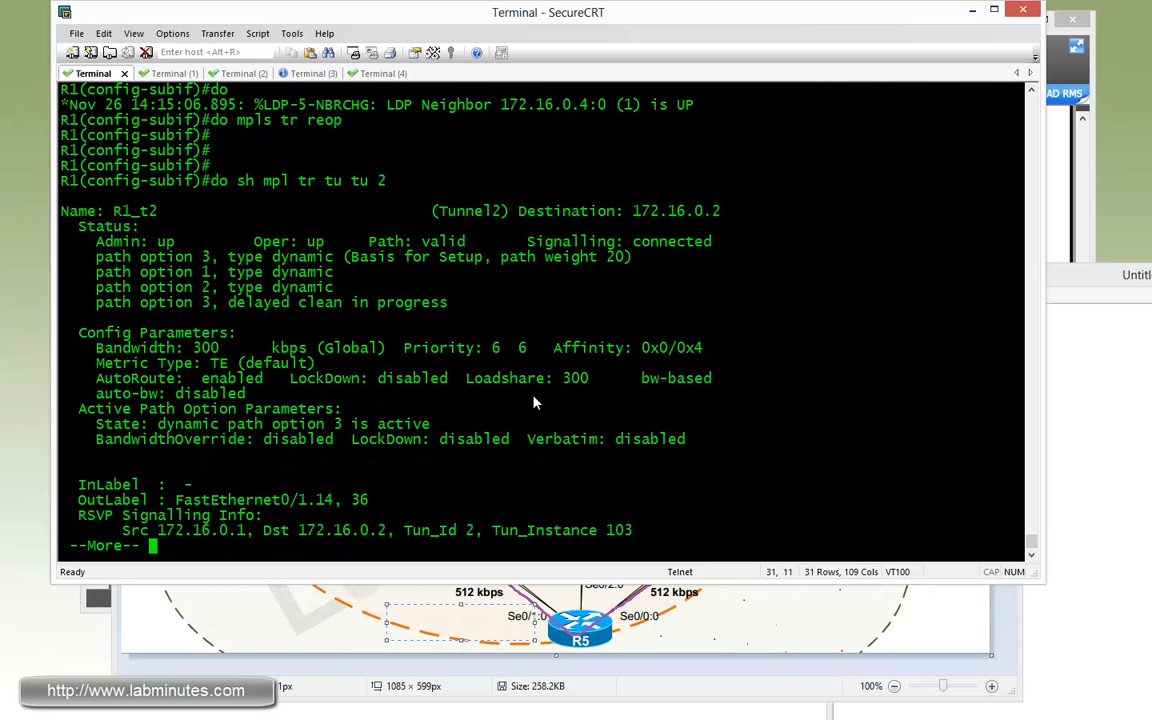 Terminal - SecureCRT
File Edit View Options Transfer Script Tools Help
Enter host <Alt+R>
Terminal Terminal (1) Terminal (2) Terminal (3) Terminal (4)
AD RMS
R1(config-subif)#do
*Nov 26 14:15:06.895: %LDP-5-NBRCHG: LDP Neighbor 172.16.0.4:0 (1) is UP
R1(config-subif)#do mpls tr reop
R1(config-subif)#
R1(config-subif)#
R1(config-subif)#
R1(config-subif)#do sh mpl tr tu tu 2
Name: R1_t2 (Tunnel2) Destination: 172.16.0.2
Status:
Admin: up Oper: up Path: valid Signalling: connected
path option 3, type dynamic (Basis for Setup, path weight 20)
path option 1, type dynamic
path option 2, type dynamic
path option 3, delayed clean in progress
Config Parameters:
Bandwidth: 300 kbps (Global) Priority: 6 6 Affinity: 0x0/0x4
Metric Type: TE (default)
AutoRoute: enabled LockDown: disabled Loadshare: 300 bw-based
auto-bw: disabled
Active Path Option Parameters:
State: dynamic path option 3 is active
BandwidthOverride: disabled LockDown: disabled Verbatim: disabled
InLabel : -
OutLabel : FastEthernet0/1.14, 36
RSVP Signalling Info:
Src 172.16.0.1, Dst 172.16.0.2, Tun_Id 2, Tun_Instance 103
--More--
Untitl
Ready Telnet 31, 11 31 Rows, 109 Cols VT100 CAP NUM
512 kbps Se0/2:0 512 kbps
Se0/1:0 Se0/0:0
R5
1px 1085 × 599px Size: 258.2KB 100%
http://www.labminutes.com